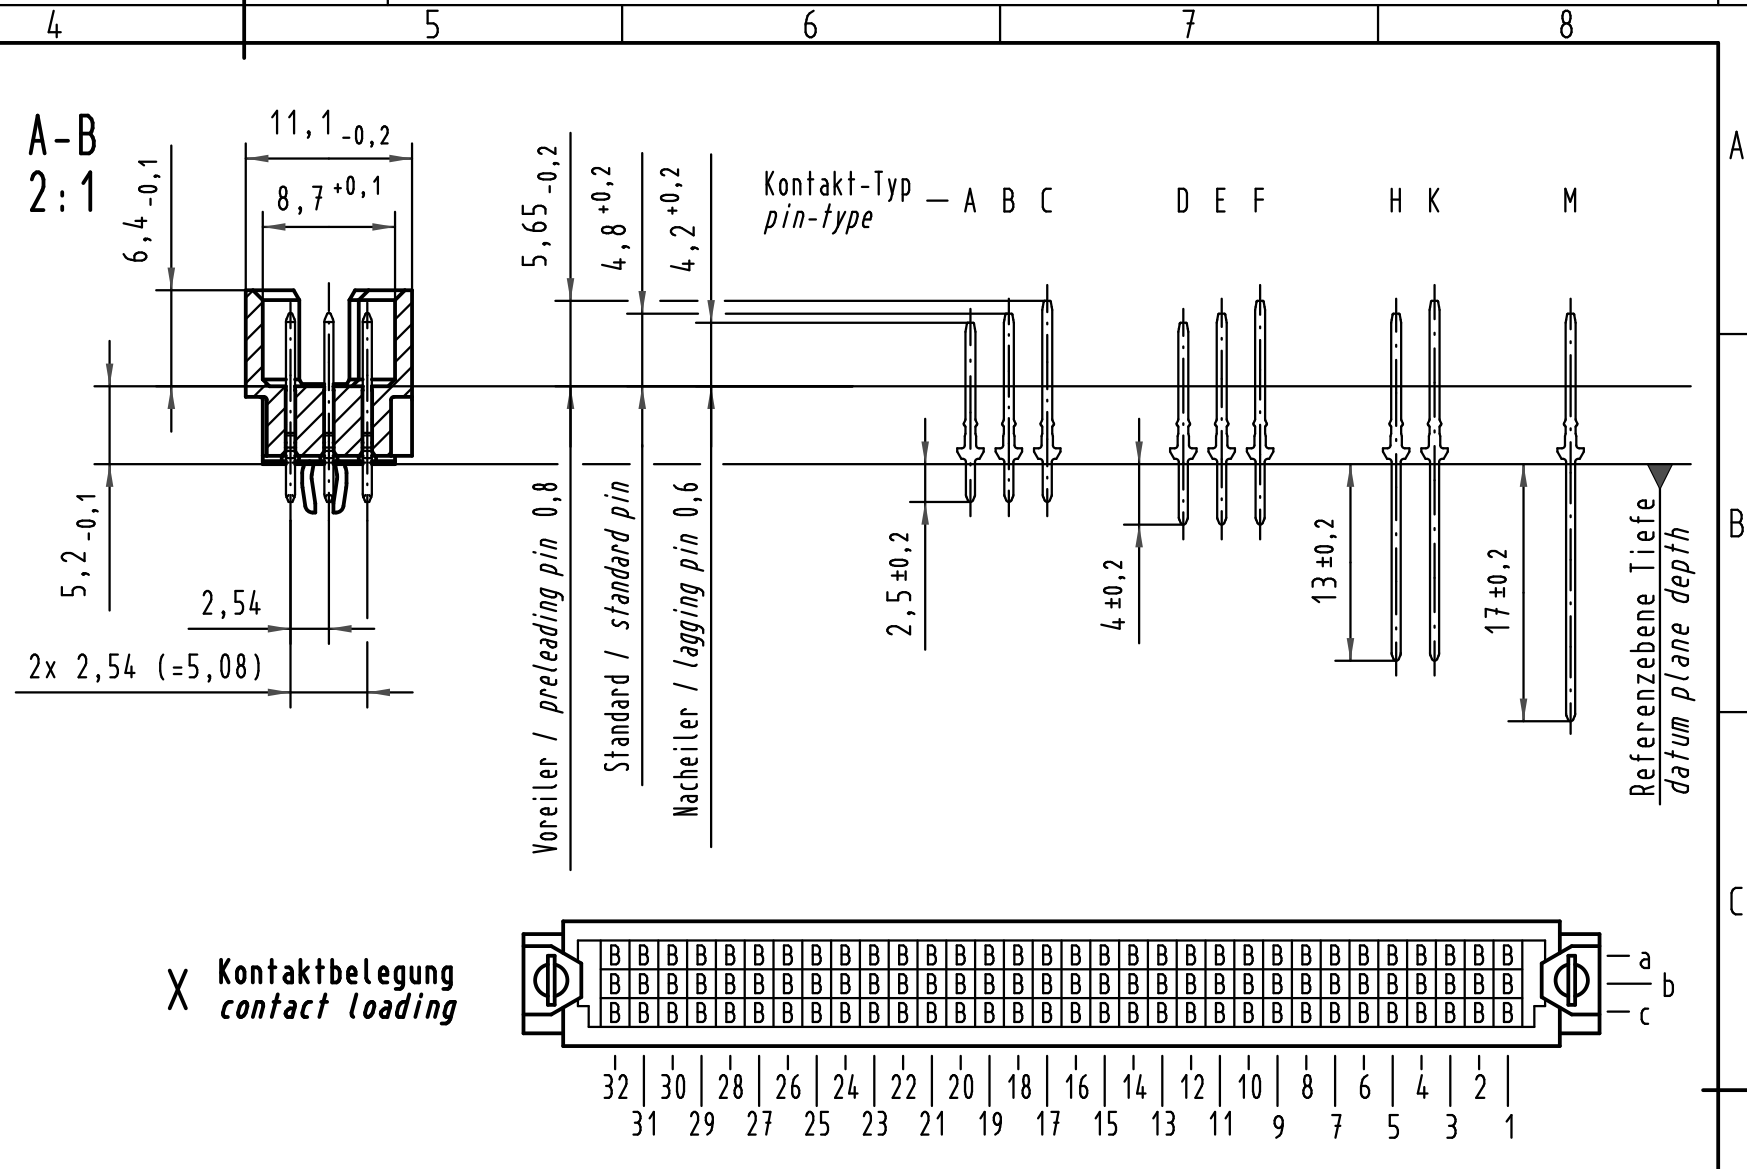 4 5 6 7 8
A
B
C
A-B
2:1
11,1 -0,2
8,7 +0,1
6,4 -0,1
5,2 -0,1
2,54
2x 2,54 (=5,08)
5,65 -0,2
4,8 +0,2
4,2 +0,2
Voreiler / preleading pin 0,8
Standard / standard pin
Nacheiler / lagging pin 0,6
Kontakt-Typ
pin-type
— A B C D E F H K M
2,5 ±0,2
4 ±0,2
13 ±0,2
17 ±0,2
Referenzebene Tiefe
datum plane depth
X Kontaktbelegung
contact loading
B B B B B B B B B B B B B B B B B B B B B B B B B B B B B B B B a
B B B B B B B B B B B B B B B B B B B B B B B B B B B B B B B B b
B B B B B B B B B B B B B B B B B B B B B B B B B B B B B B B B c
32 30 28 26 24 22 20 18 16 14 12 10 8 6 4 2
31 29 27 25 23 21 19 17 15 13 11 9 7 5 3 1